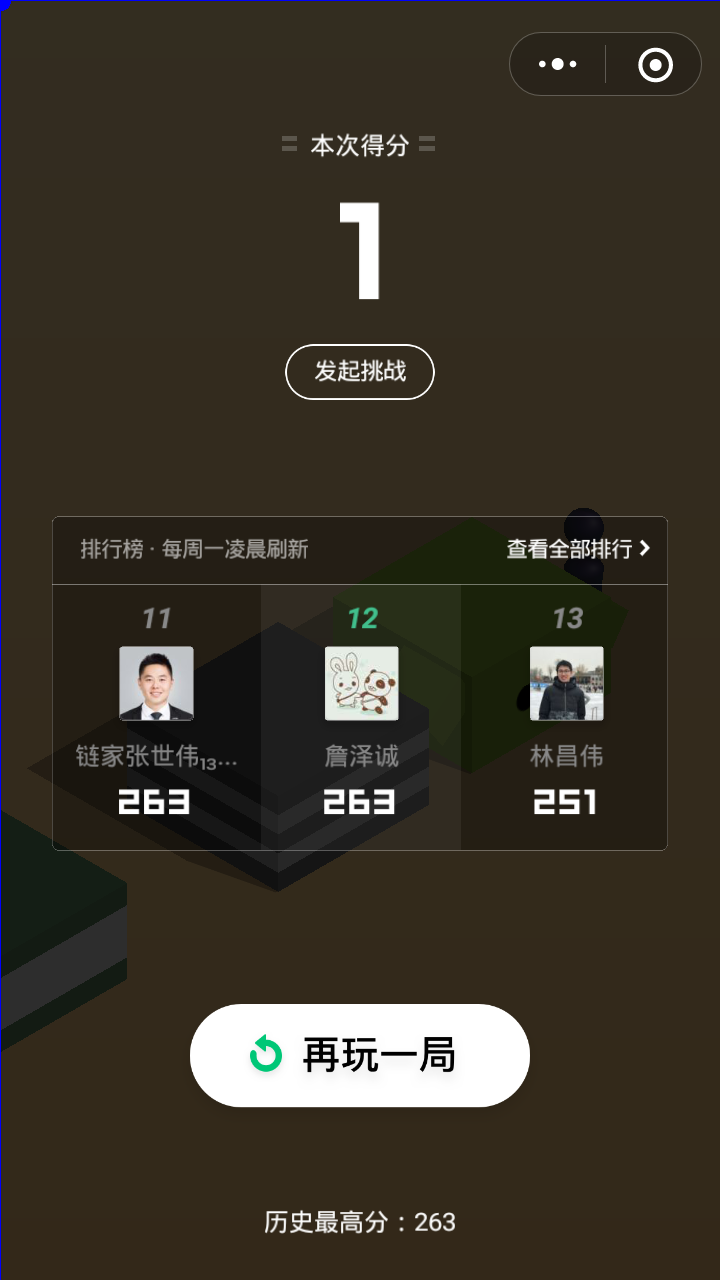 本次得分
1
发起挑战
排行榜 · 每周一凌晨刷新 查看全部排行
11 12 13
链家张世伟13... 詹泽诚 林昌伟
263 263 251
再玩一局
历史最高分：263